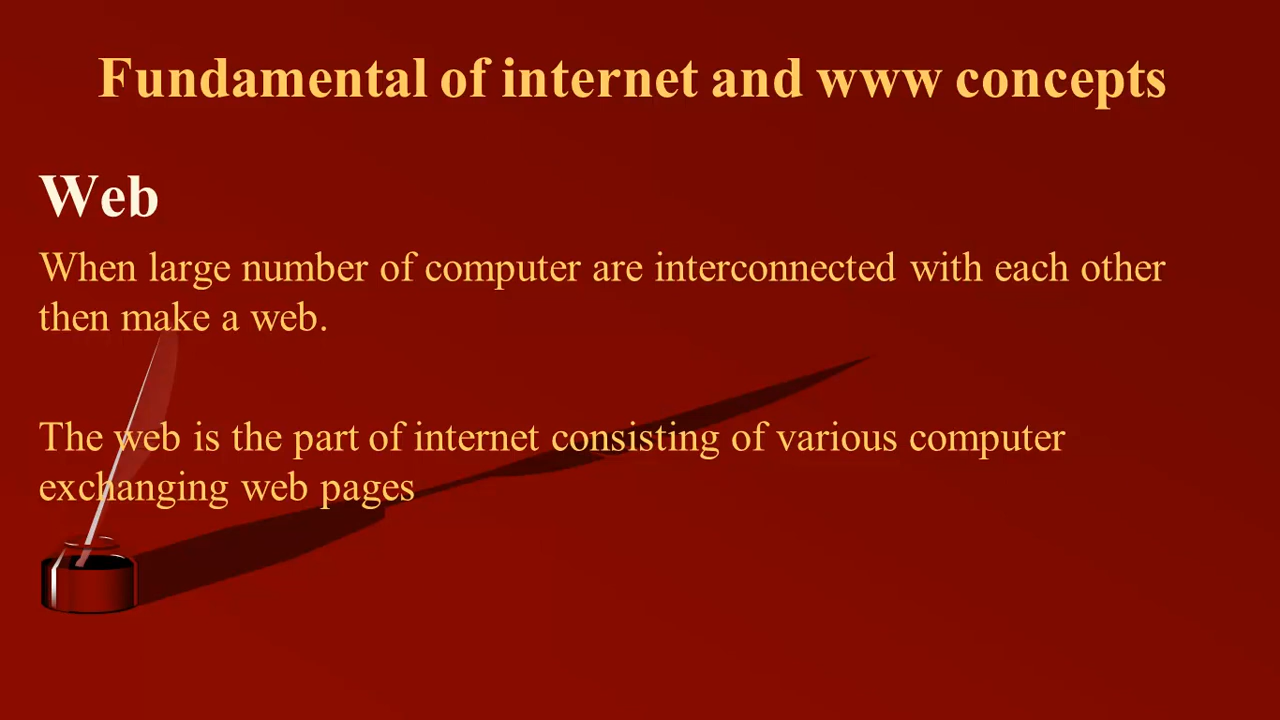 Fundamental of internet and www concepts
Web
When large number of computer are interconnected with each other
then make a web.
The web is the part of internet consisting of various computer
exchanging web pages